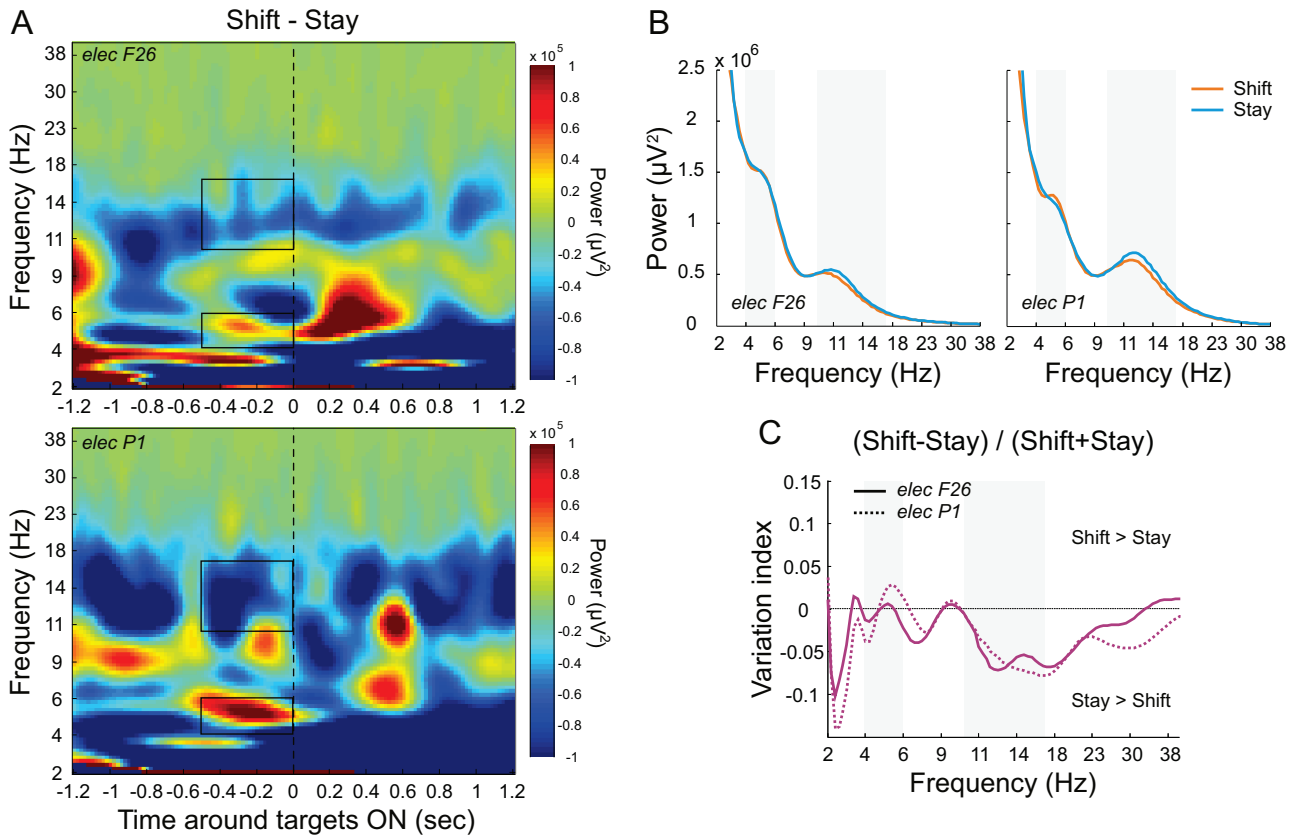 A
Shift - Stay
elec F26
38
30
23
18
14
11
9
6
4
2
Frequency (Hz)
-1.2 -1 -0.8 -0.6 -0.4 -0.2 0 0.2 0.4 0.6 0.8 1 1.2
x 10⁵
1
0.8
0.6
0.4
0.2
0
-0.2
-0.4
-0.6
-0.8
-1
Power (µV²)
elec P1
38
30
23
18
14
11
9
6
4
2
Frequency (Hz)
-1.2 -1 -0.8 -0.6 -0.4 -0.2 0 0.2 0.4 0.6 0.8 1 1.2
Time around targets ON (sec)
x 10⁵
1
0.8
0.6
0.4
0.2
0
-0.2
-0.4
-0.6
-0.8
-1
Power (µV²)
B
x 10⁶
2.5
2
1.5
1
0.5
0
Power (µV²)
elec F26
2 4 6 9 11 14 18 23 30 38
Frequency (Hz)
Shift
Stay
elec P1
2 4 6 9 11 14 18 23 30 38
Frequency (Hz)
C
(Shift-Stay) / (Shift+Stay)
0.15
0.1
0.05
0
-0.05
-0.1
Variation index
elec F26
elec P1
Shift > Stay
Stay > Shift
2 4 6 9 11 14 18 23 30 38
Frequency (Hz)